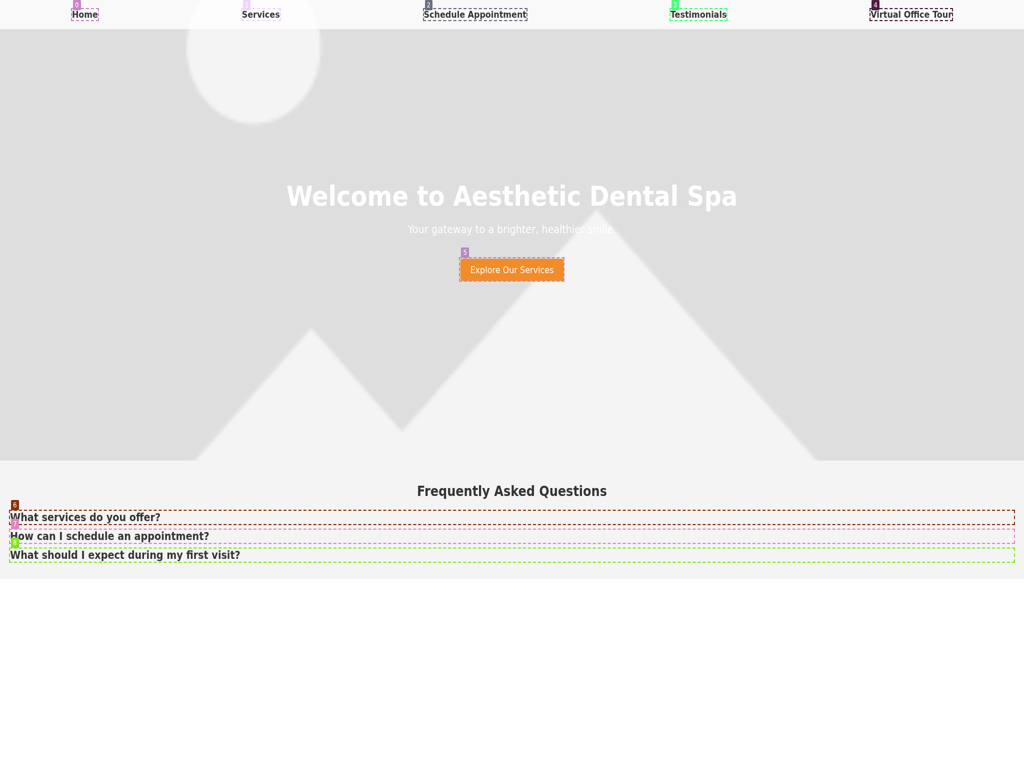 0 1 2 3 4
Home Services Schedule Appointment Testimonials Virtual Office Tour
Welcome to Aesthetic Dental Spa
Your gateway to a brighter, healthier smile.
5
Explore Our Services
Frequently Asked Questions
6
What services do you offer?
7
How can I schedule an appointment?
8
What should I expect during my first visit?